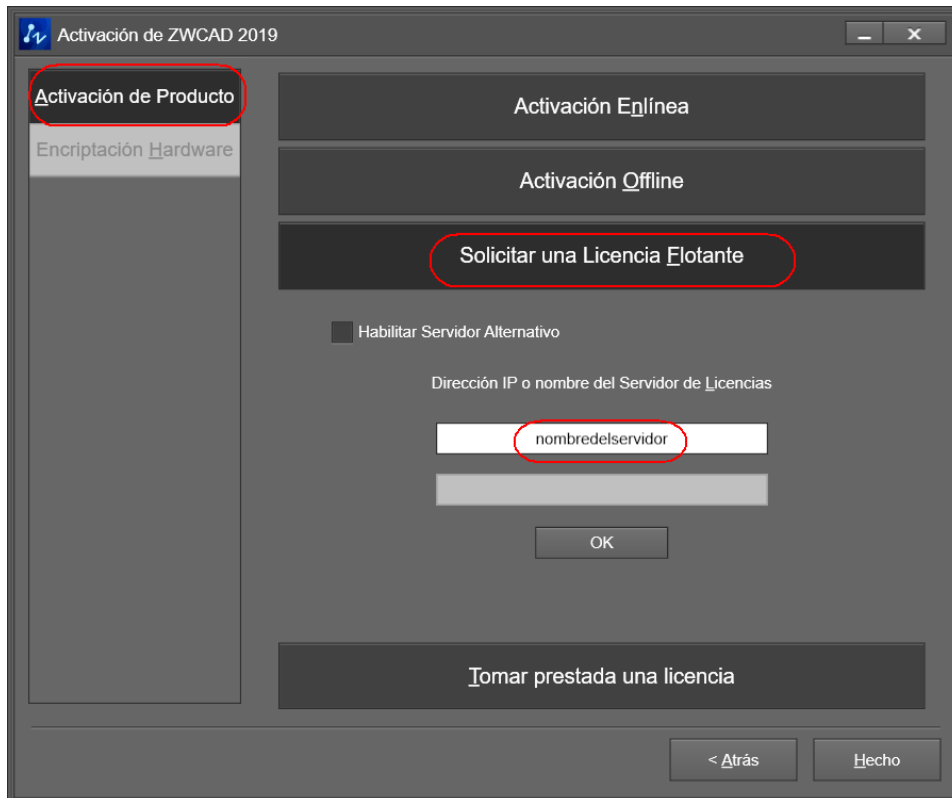 Activación de ZWCAD 2019
Activación de Producto
Encriptación Hardware
Activación Enlínea
Activación Offline
Solicitar una Licencia Flotante
Habilitar Servidor Alternativo
Dirección IP o nombre del Servidor de Licencias
nombredelservidor
OK
Tomar prestada una licencia
< Atrás
Hecho